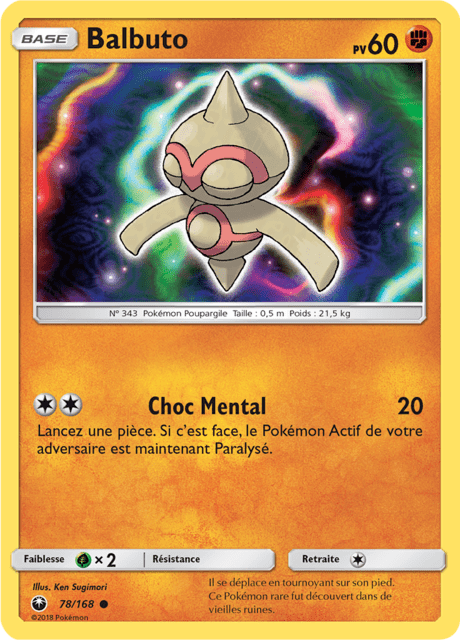 BASE Balbuto PV60
N° 343 Pokémon Poupargile Taille : 0,5 m Poids : 21,5 kg
Choc Mental 20
Lancez une pièce. Si c'est face, le Pokémon Actif de votre
adversaire est maintenant Paralysé.
Faiblesse ×2 Résistance Retraite
Illus. Ken Sugimori
78/168
©2018 Pokémon
Il se déplace en tournoyant sur son pied.
Ce Pokémon rare fut découvert dans de
vieilles ruines.